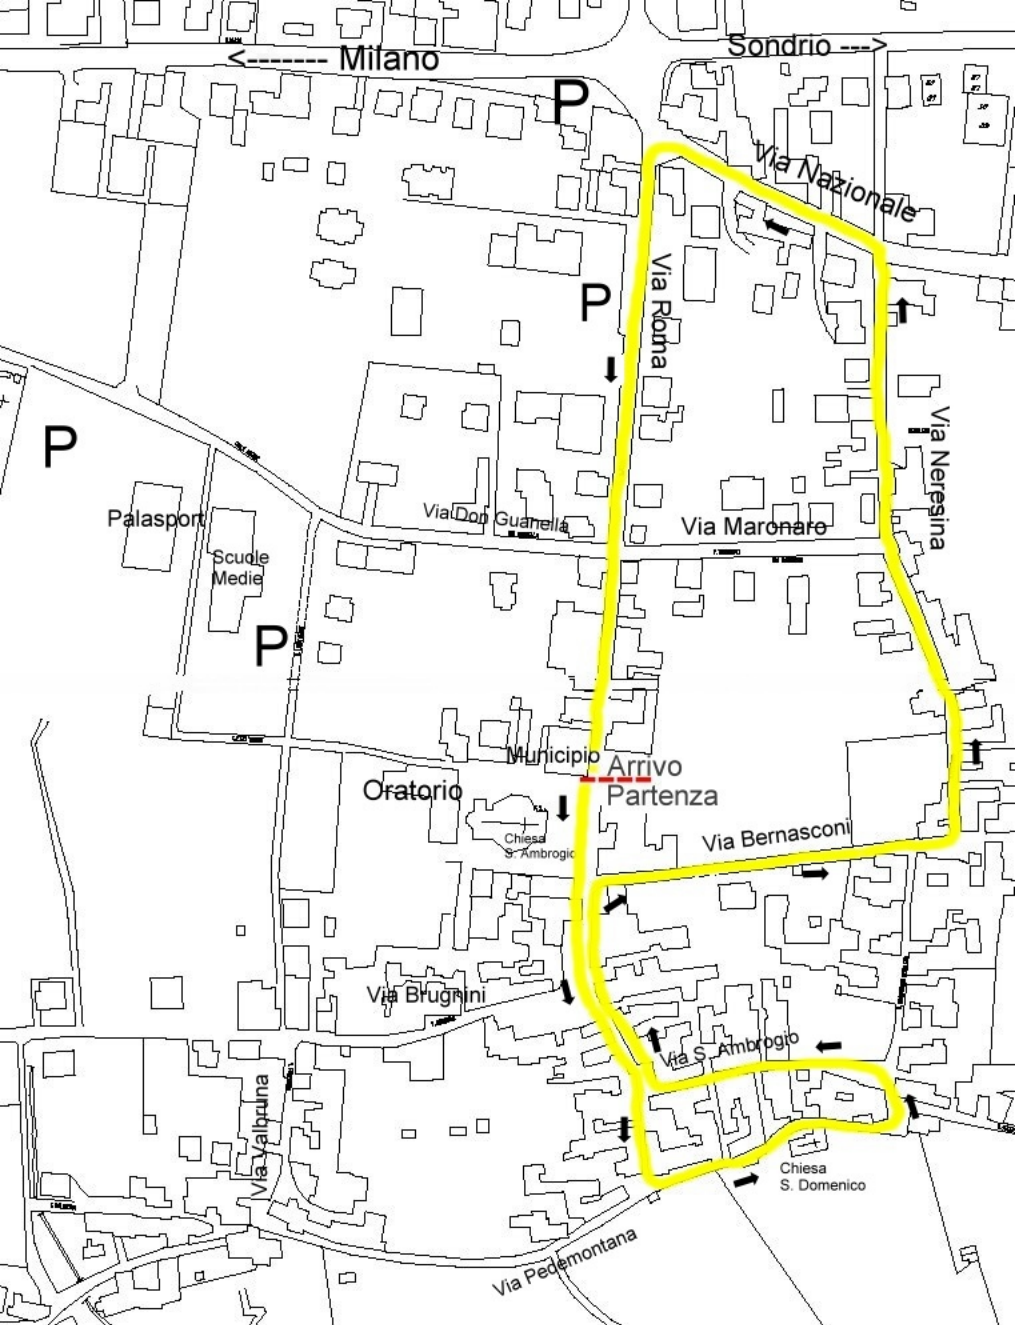 Sondrio --->
<------- Milano
P
Via Nazionale
P
Via Roma
Via Neresina
P
Palasport
Via Don Guanella
Via Maronaro
Scuole
Medie
P
Municipio
Arrivo
Partenza
Oratorio
Chiesa
S. Ambrogio
Via Bernasconi
Via Brugnini
Via S. Ambrogio
Via Valbruna
Chiesa
S. Domenico
Via Pedemontana